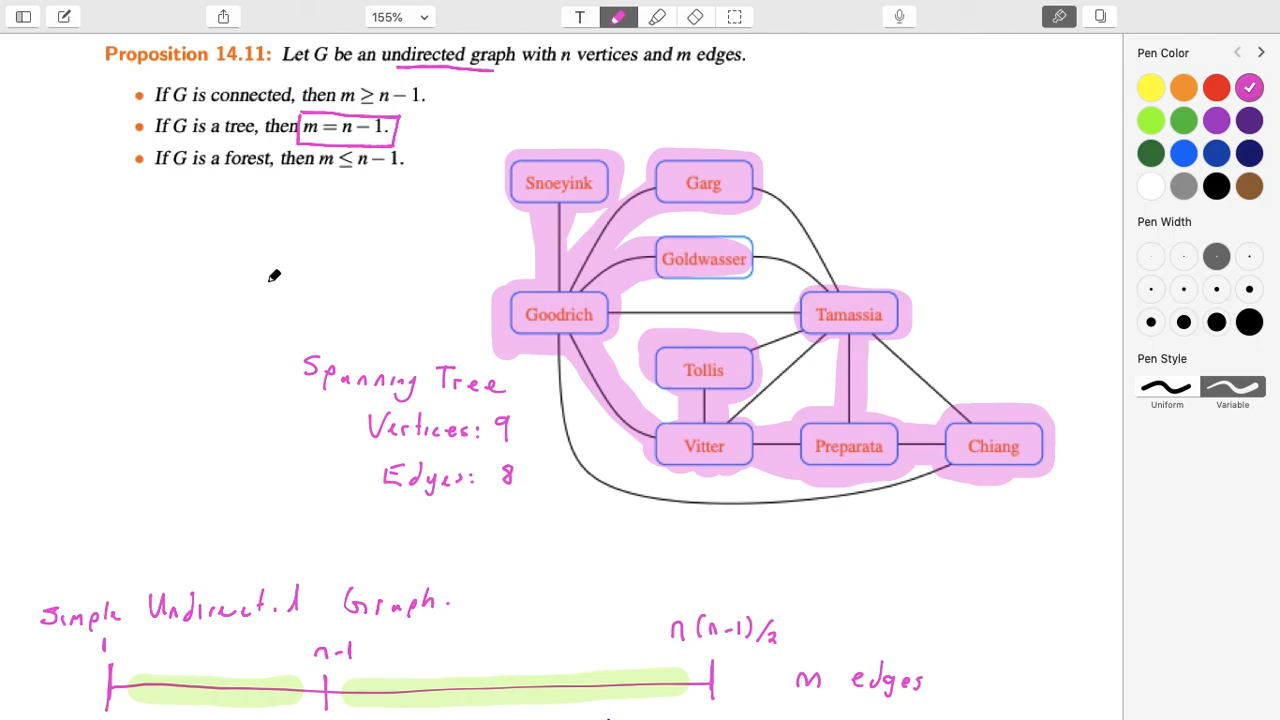 155%
T
Proposition 14.11: Let G be an undirected graph with n vertices and m edges.
• If G is connected, then m ≥ n − 1.
• If G is a tree, then m = n − 1.
• If G is a forest, then m ≤ n − 1.
Snoeyink
Garg
Goldwasser
Goodrich
Tamassia
Tollis
Vitter
Preparata
Chiang
Spanning Tree
Vertices: 9
Edges: 8
Simple Undirected Graph.
1
n-1
n(n-1)/2
m edges
Pen Color
Pen Width
Pen Style
Uniform
Variable